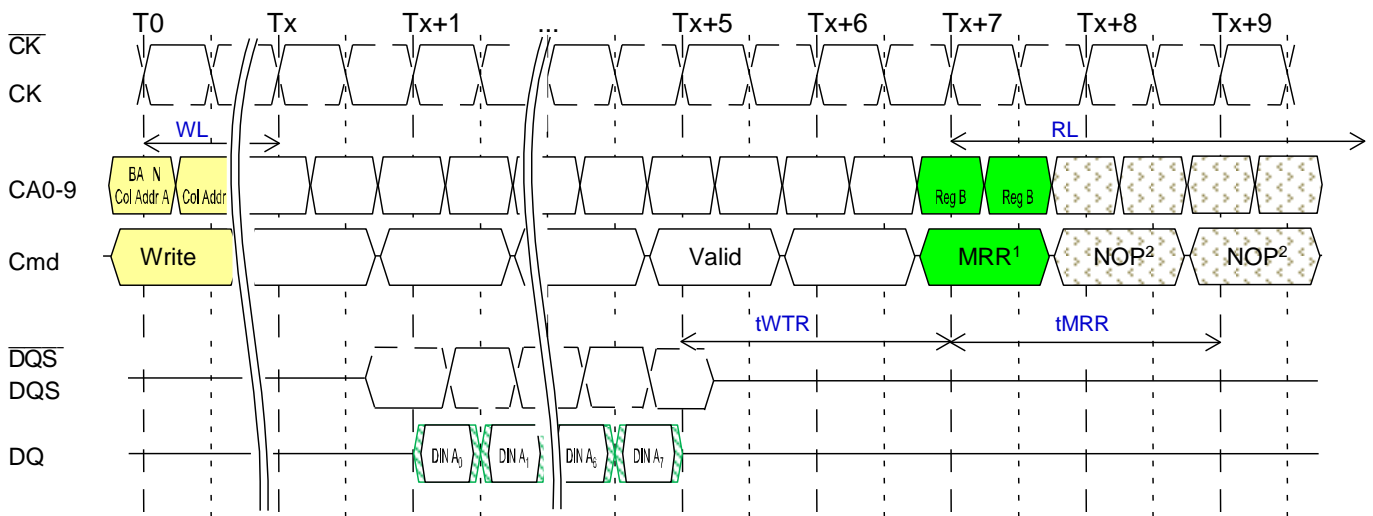 T0 Tx Tx+1 ... Tx+5 Tx+6 Tx+7 Tx+8 Tx+9
CK
CK
WL RL
CA0-9 BA N Col Addr A Col Addr Reg B Reg B
Cmd Write Valid MRR1 NOP2 NOP2
tWTR tMRR
DQS
DQS
DQ DIN A0 DIN A1 DIN A6 DIN A7